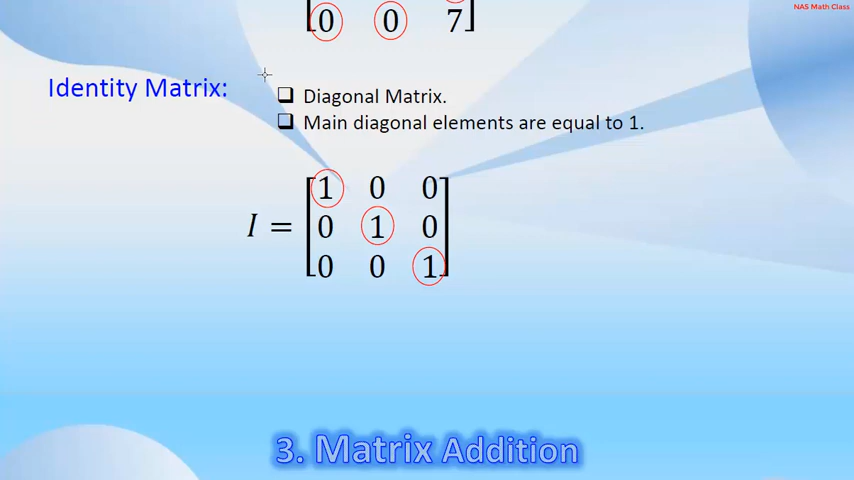 NAS Math Class
0 0 7
Identity Matrix:
Diagonal Matrix.
Main diagonal elements are equal to 1.
1 0 0
I = 0 1 0
0 0 1
3. Matrix Addition